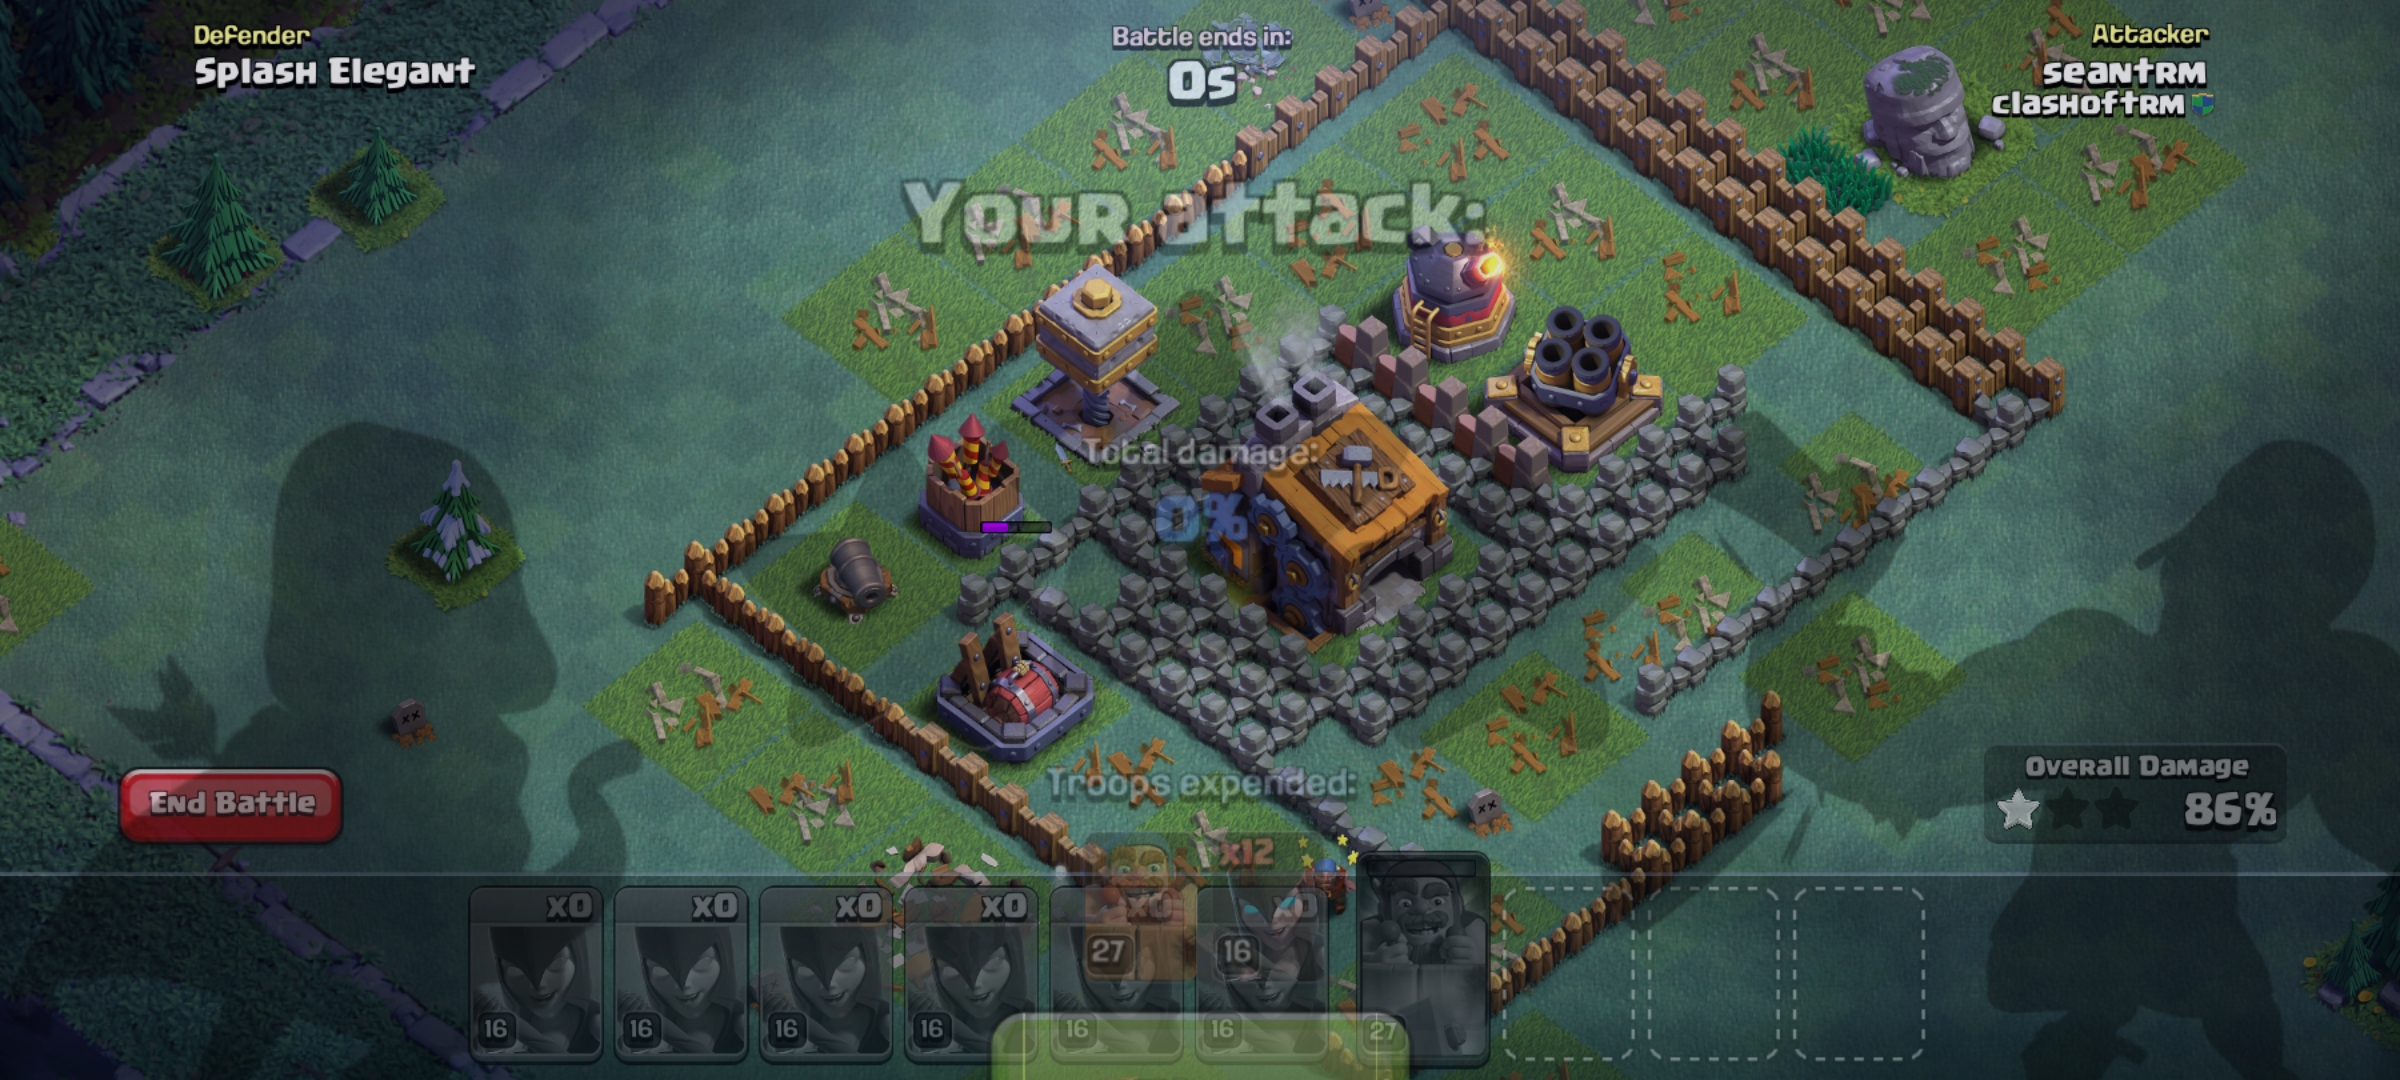 Defender
Splash Elegant
Battle ends in:
0s
Attacker
seantRM
clashoftRM
Your attack:
Total damage:
0%
Troops expended:
x12
27
16
End Battle
Overall Damage
86%
x0
x0
x0
x0
x0
x0
16
16
16
16
16
16
27